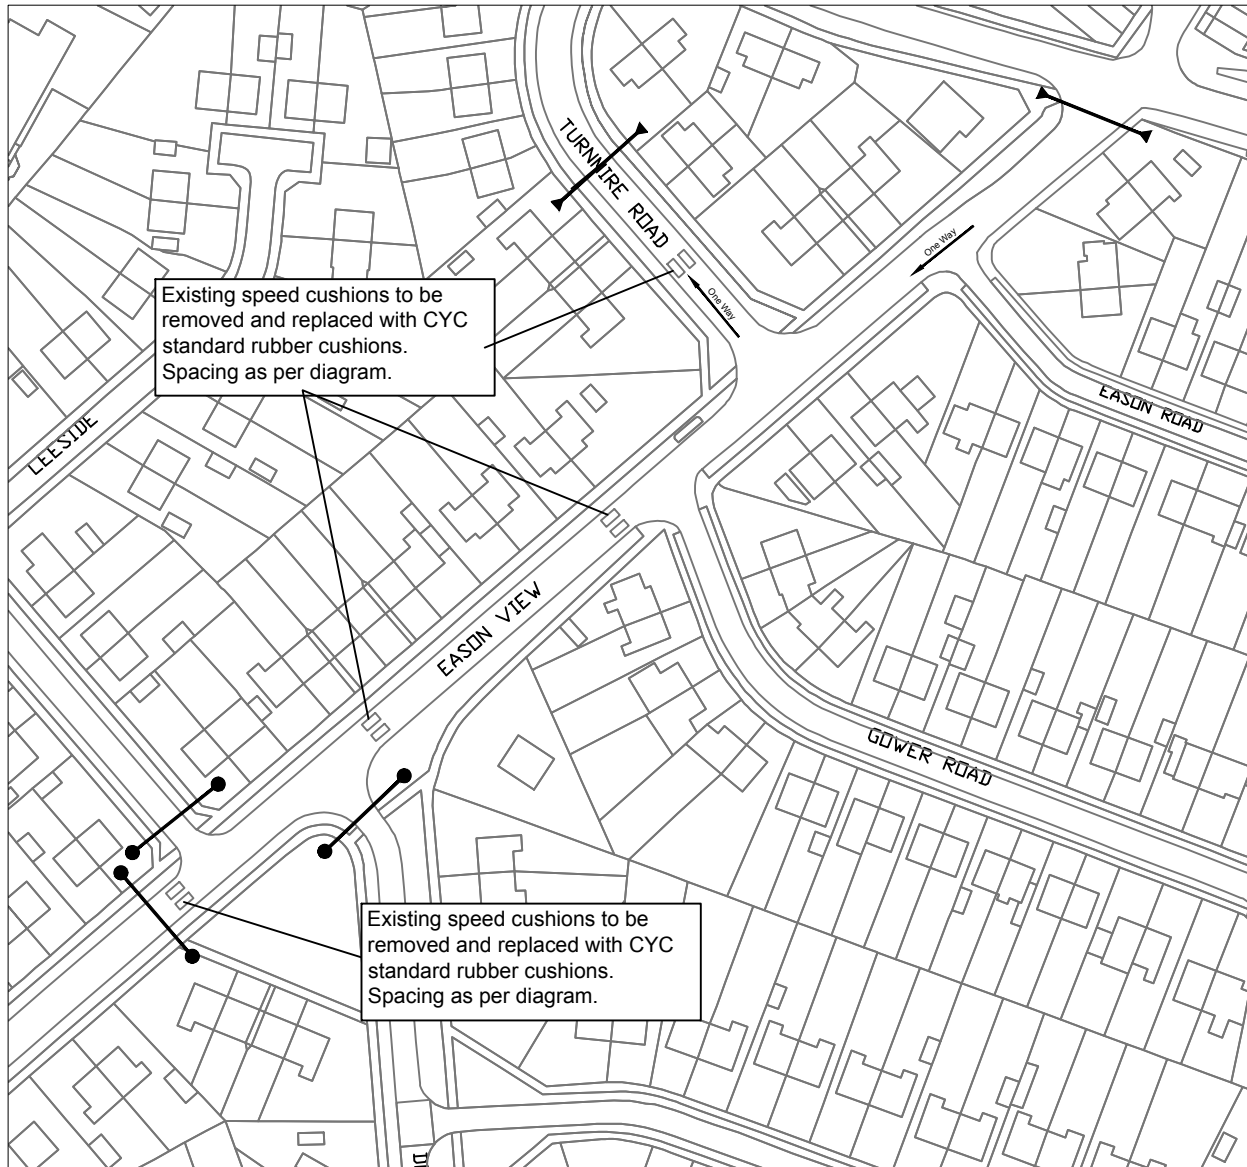 TURNMIRE ROAD
One Way
One Way
Existing speed cushions to be
removed and replaced with CYC
standard rubber cushions.
Spacing as per diagram.
LEESIDE
EASON ROAD
EASON VIEW
GOWER ROAD
Existing speed cushions to be
removed and replaced with CYC
standard rubber cushions.
Spacing as per diagram.